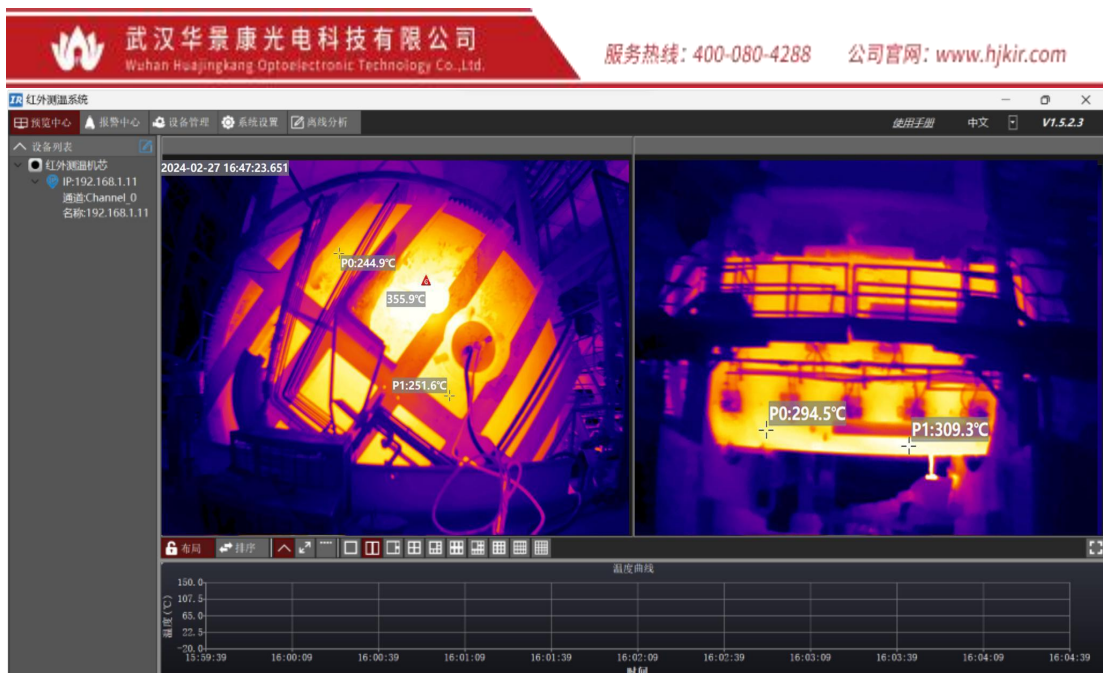 武汉华景康光电科技有限公司
Wuhan Huajingkang Optoelectronic Technology Co.,Ltd.
服务热线：400-080-4288 公司官网：www.hjkir.com
IR 红外测温系统
预览中心 报警中心 设备管理 系统设置 离线分析 使用手册 中文 V1.5.2.3
设备列表
红外测温机芯
IP:192.168.1.11
通道:Channel_0
名称:192.168.1.11
2024-02-27 16:47:23.651
P0:244.9℃
355.9℃
P1:251.6℃
P0:294.5℃
P1:309.3℃
布局 排序
温度曲线
温度(℃)
150.0
107.5
65.0
22.5
-20.0
15:59:39 16:00:09 16:00:39 16:01:09 16:01:39 16:02:09 16:02:39 16:03:09 16:03:39 16:04:09 16:04:39
时间